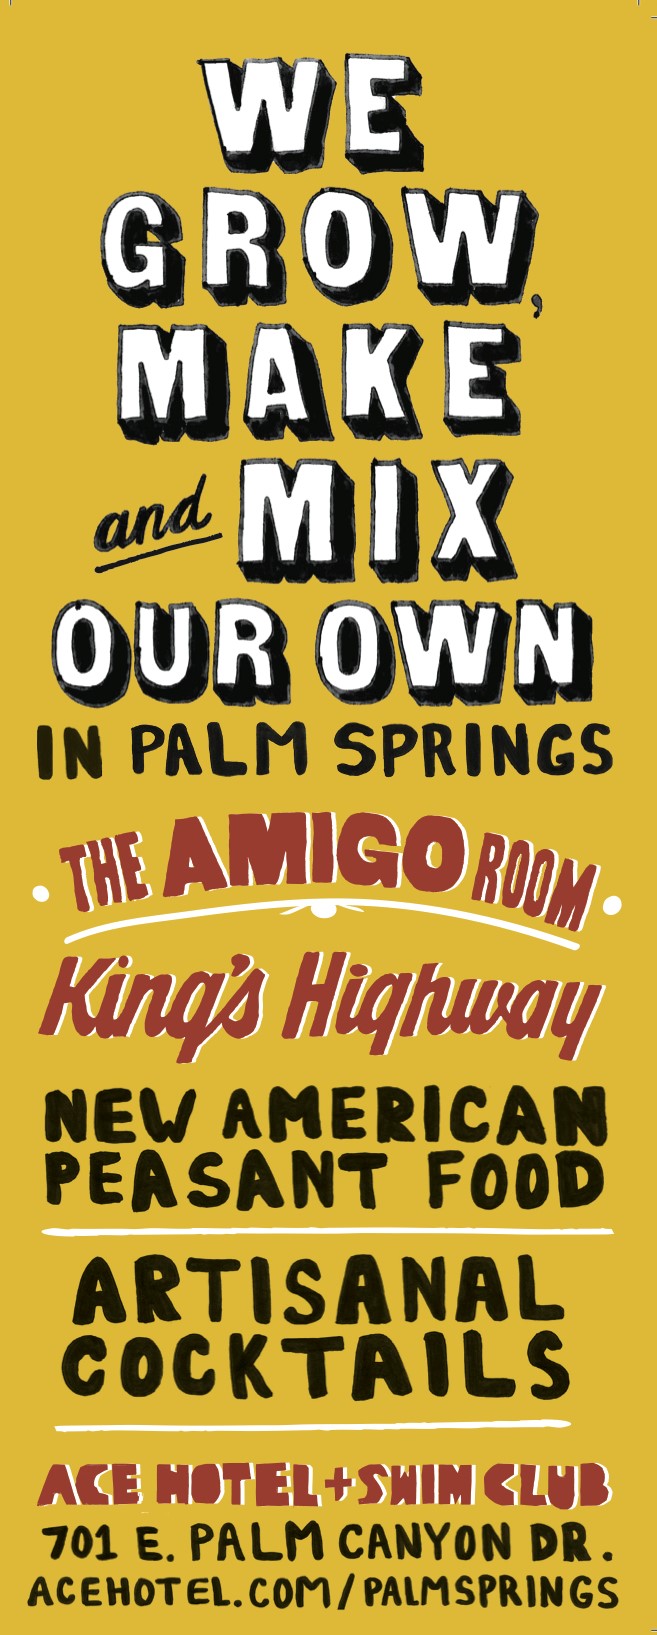 WE
GROW,
MAKE
and MIX
OUR OWN
IN PALM SPRINGS
THE AMIGO ROOM
King's Highway
NEW AMERICAN
PEASANT FOOD
ARTISANAL
COCKTAILS
ACE HOTEL+SWIM CLUB
701 E. PALM CANYON DR.
ACEHOTEL.COM/PALMSPRINGS